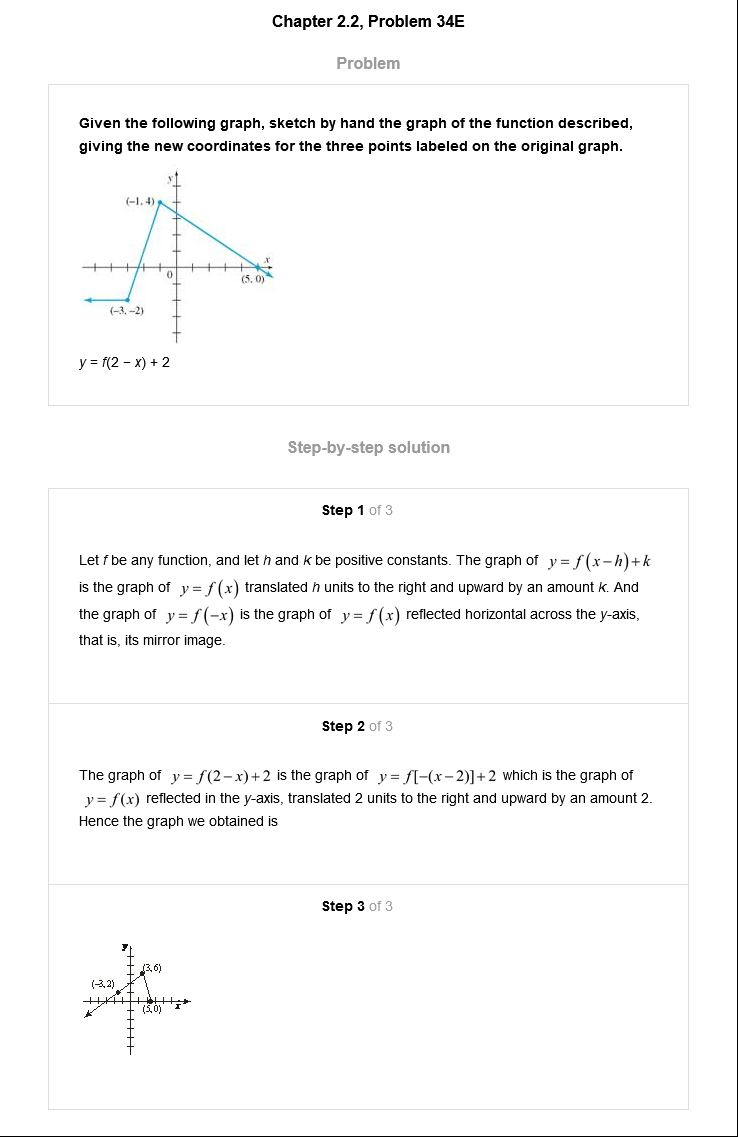 Chapter 2.2, Problem 34E
Problem
Given the following graph, sketch by hand the graph of the function described,
giving the new coordinates for the three points labeled on the original graph.
y
(−1, 4)
x
0
(5, 0)
(−3, −2)
y = f(2 − x) + 2
Step-by-step solution
Step 1 of 3
Let f be any function, and let h and k be positive constants. The graph of y = f(x−h)+k
is the graph of y = f(x) translated h units to the right and upward by an amount k. And
the graph of y = f(−x) is the graph of y = f(x) reflected horizontal across the y-axis,
that is, its mirror image.
Step 2 of 3
The graph of y = f(2−x)+2 is the graph of y = f[−(x−2)]+2 which is the graph of
y = f(x) reflected in the y-axis, translated 2 units to the right and upward by an amount 2.
Hence the graph we obtained is
Step 3 of 3
y
(3,6)
(-3,2)
(5,0)
x